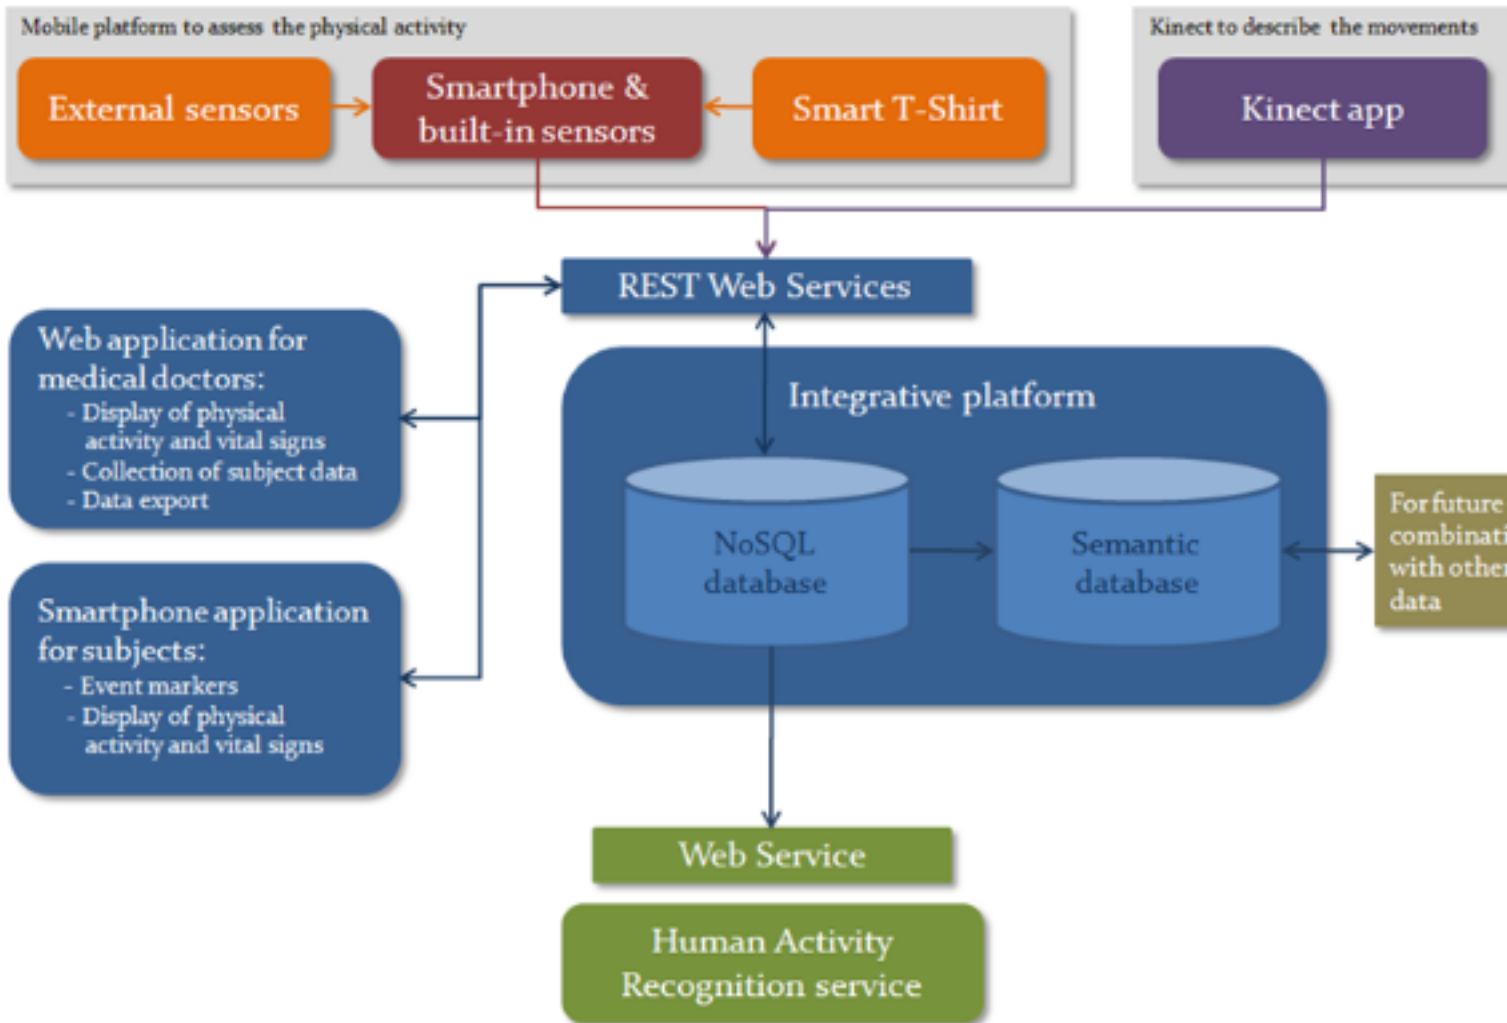 Mobile platform to assess the physical activity
External sensors
Smartphone &
built-in sensors
Smart T-Shirt
Kinect to describe the movements
Kinect app
REST Web Services
Web application for
medical doctors:
- Display of physical
activity and vital signs
- Collection of subject data
- Data export
Smartphone application
for subjects:
- Event markers
- Display of physical
activity and vital signs
Integrative platform
NoSQL
database
Semantic
database
For future
combinati
with other
data
Web Service
Human Activity
Recognition service